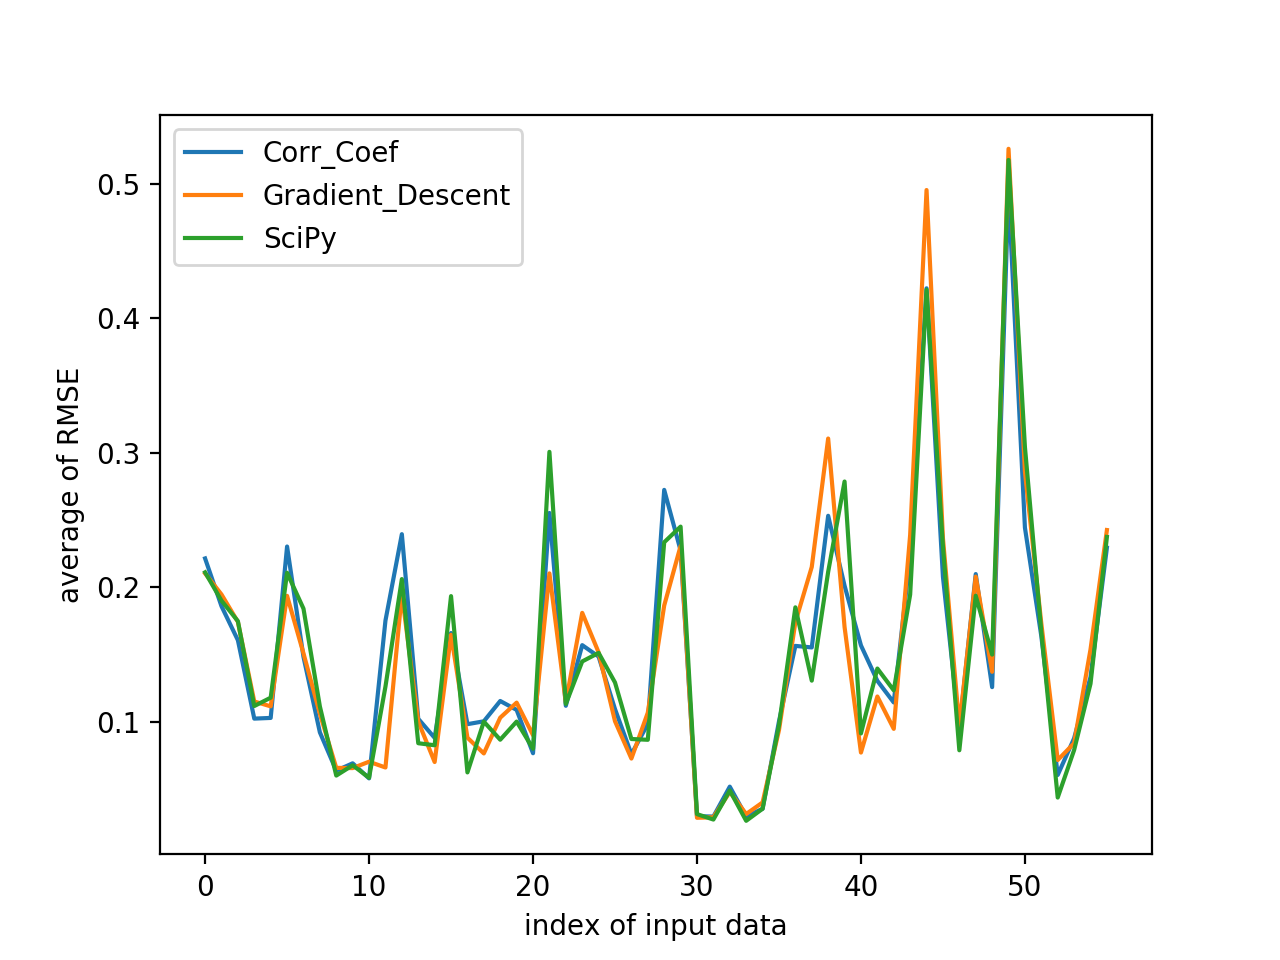 Corr_Coef
Gradient_Descent
SciPy
0.5
0.4
0.3
0.2
0.1
average of RMSE
0 10 20 30 40 50
index of input data